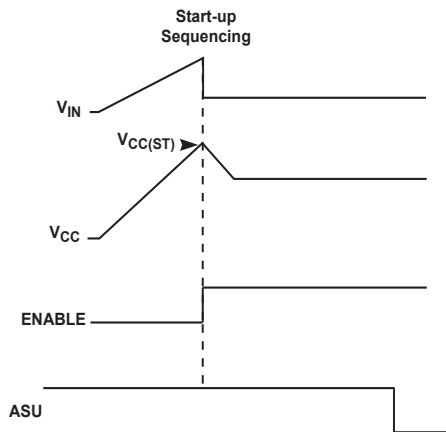 Start-up
Sequencing
VIN
VCC(ST)
VCC
ENABLE
ASU